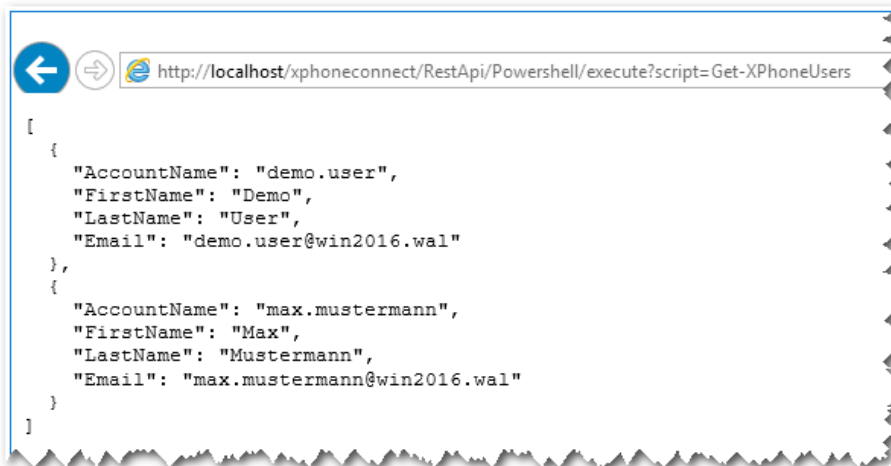 http://localhost/xphoneconnect/RestApi/Powershell/execute?script=Get-XPhoneUsers
[
  {
    "AccountName": "demo.user",
    "FirstName": "Demo",
    "LastName": "User",
    "Email": "demo.user@win2016.wal"
  },
  {
    "AccountName": "max.mustermann",
    "FirstName": "Max",
    "LastName": "Mustermann",
    "Email": "max.mustermann@win2016.wal"
  }
]